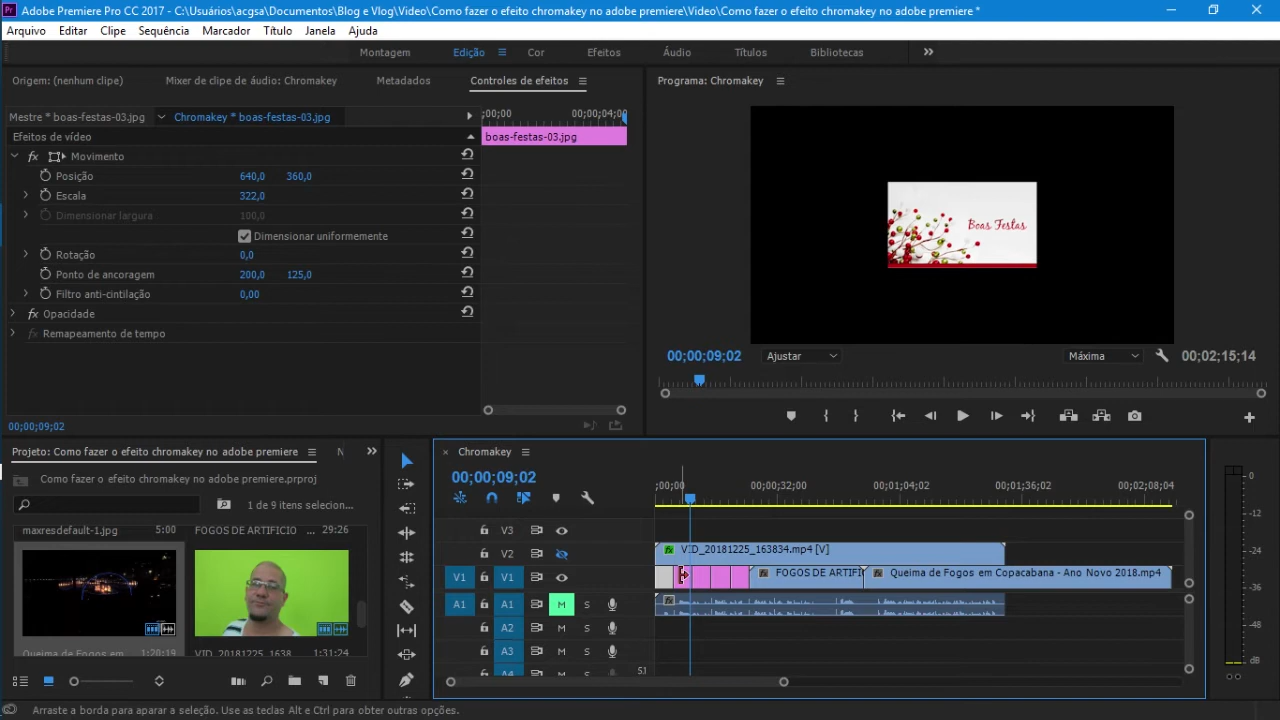 Adobe Premiere Pro CC 2017 - C:\Usuários\acgsa\Documentos\Blog e Vlog\Video\Como fazer o efeito chromakey no adobe premiere\Video\Como fazer o efeito chromakey no adobe premiere *
Arquivo Editar Clipe Sequência Marcador Título Janela Ajuda
Montagem Edição Cor Efeitos Áudio Títulos Bibliotecas
Origem: (nenhum clipe) Mixer de clipe de áudio: Chromakey Metadados Controles de efeitos
Programa: Chromakey
Mestre * boas-festas-03.jpg Chromakey * boas-festas-03.jpg
;00;00 00;00;04;00
Efeitos de vídeo
boas-festas-03.jpg
fx Movimento
Posição 640,0 360,0
Escala 322,0
Dimensionar largura 100,0
Dimensionar uniformemente
Rotação 0,0
Ponto de ancoragem 200,0 125,0
Filtro anti-cintilação 0,00
fx Opacidade
fx Remapeamento de tempo
00;00;09;02
Boas Festas
00;00;09;02 Ajustar Máxima 00;02;15;14
Projeto: Como fazer o efeito chromakey no adobe premiere
Como fazer o efeito chromakey no adobe premiere.prproj
1 de 9 itens selecion...
maxresdefault-1.jpg 5:00
FOGOS DE ARTIFICIO ... 29:26
Queima de Fogos em 1:20:19
VID_20181225_1638 1:31:24
× Chromakey
00;00;09;02
;00;00 00;00;32;00 00;01;04;02 00;01;36;02 00;02;08;04
V3
V2
fx VID_20181225_163834.mp4 [V]
V1 V1
fx FOGOS DE ARTIFI
fx Queima de Fogos em Copacabana - Ano Novo 2018.mp4
A1 A1 M S
A2 M S
A3 M S
A4 M S
S1
0
-12
-24
-36
-48
dB
Arraste a borda para aparar a seleção. Use as teclas Alt e Ctrl para obter outras opções.